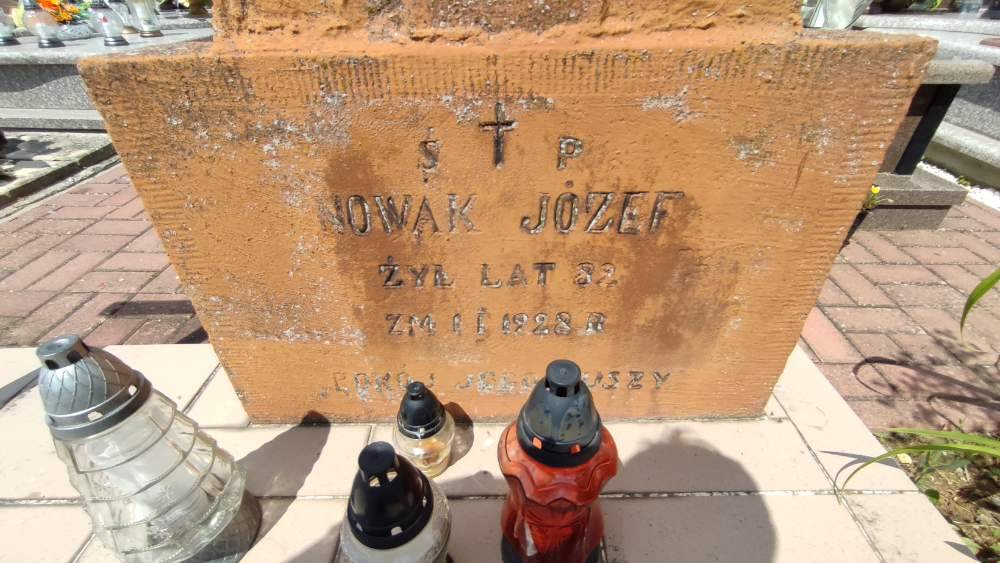 Ś P
NOWAK JÓZEF
ŻYŁ LAT 82
ZM 1 I 1928 R
POKÓJ JEGO DUSZY